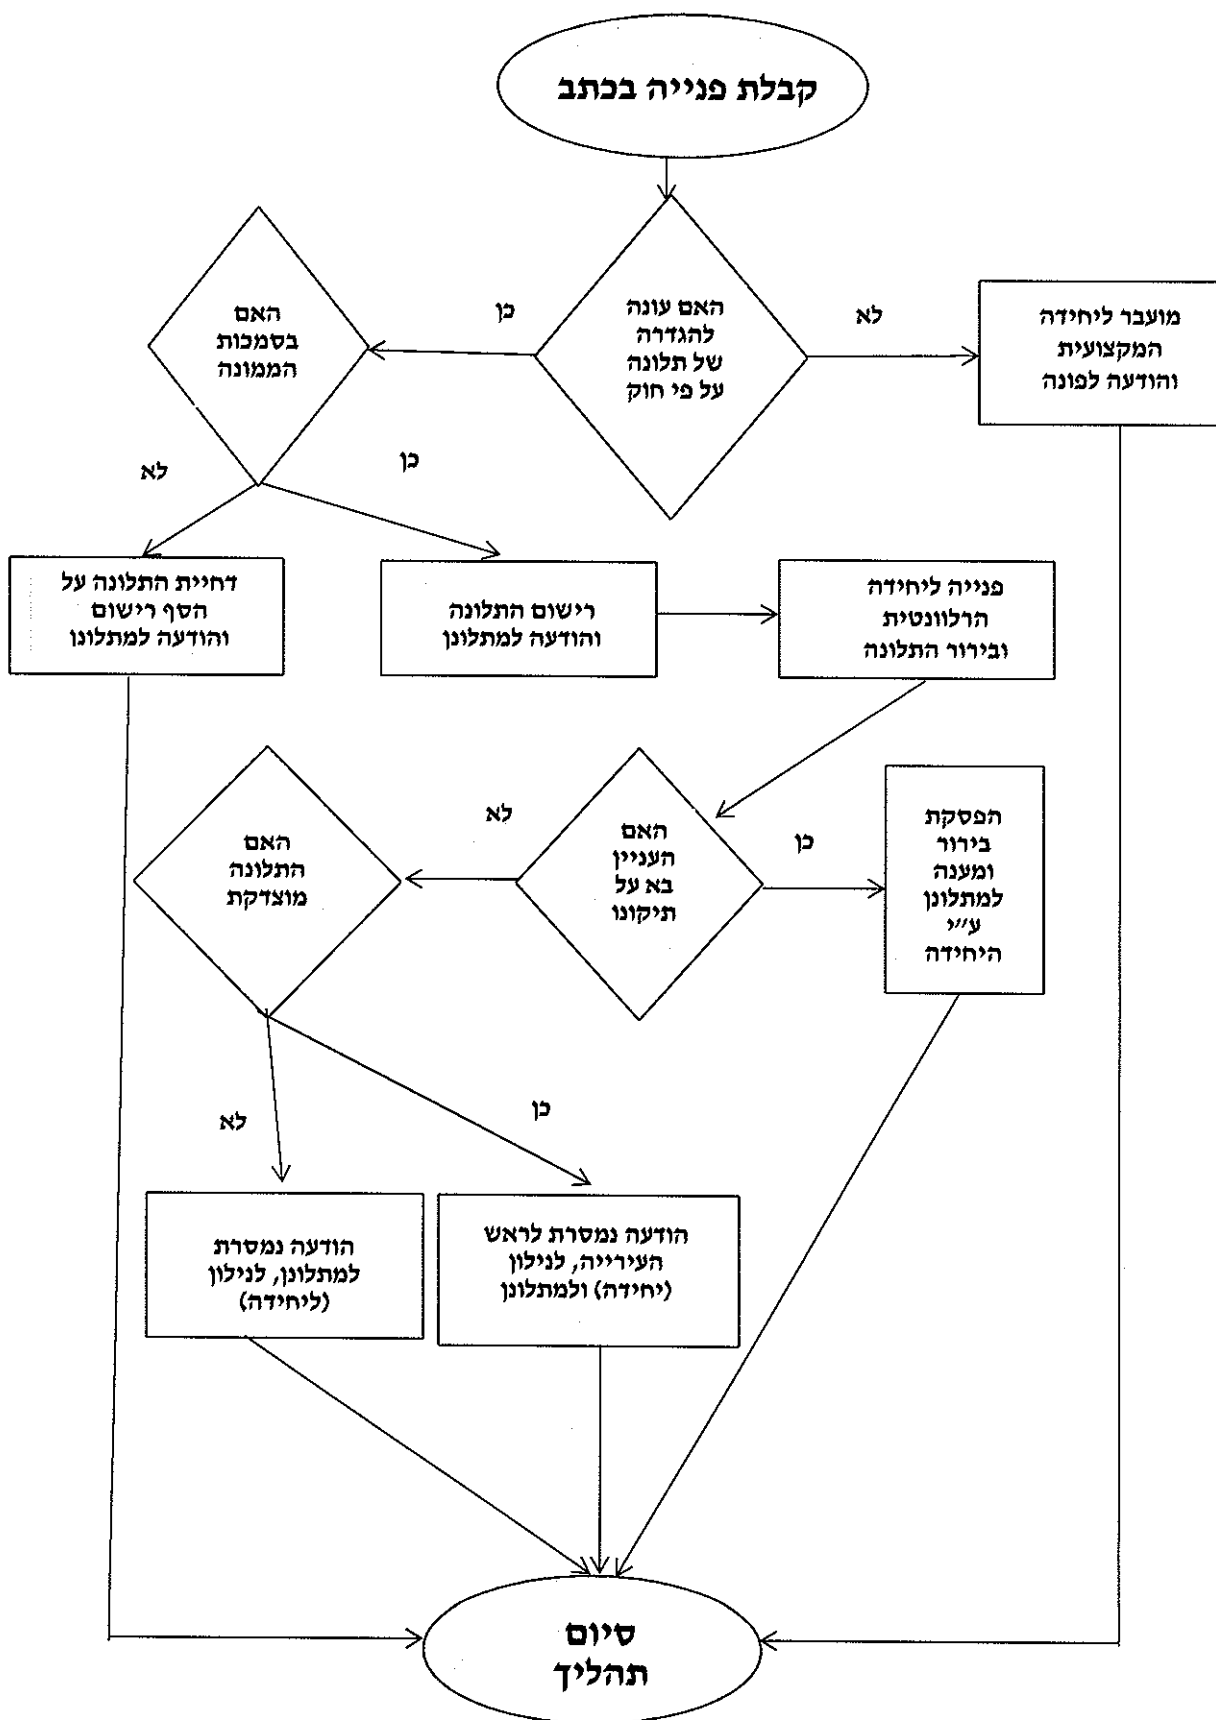 קבלת פנייה בכתב
האם עונה
להגדרה
של תלונה
על פי חוק
לא
מועבר ליחידה
המקצועית
והודעה לפונה
כן
האם
בסמכות
הממונה
כן
לא
דחיית התלונה על
הסף רישום
והודעה למתלונן
רישום התלונה
והודעה למתלונן
פנייה ליחידה
הרלוונטית
ובירור התלונה
האם
העניין
בא על
תיקונו
כן
הפסקת
בירור
ומענה
למתלונן
ע״י
היחידה
לא
האם
התלונה
מוצדקת
כן
לא
הודעה נמסרת לראש
העירייה, לנילון
(יחידה) ולמתלונן
הודעה נמסרת
למתלונן, לנילון
(ליחידה)
סיום
תהליך